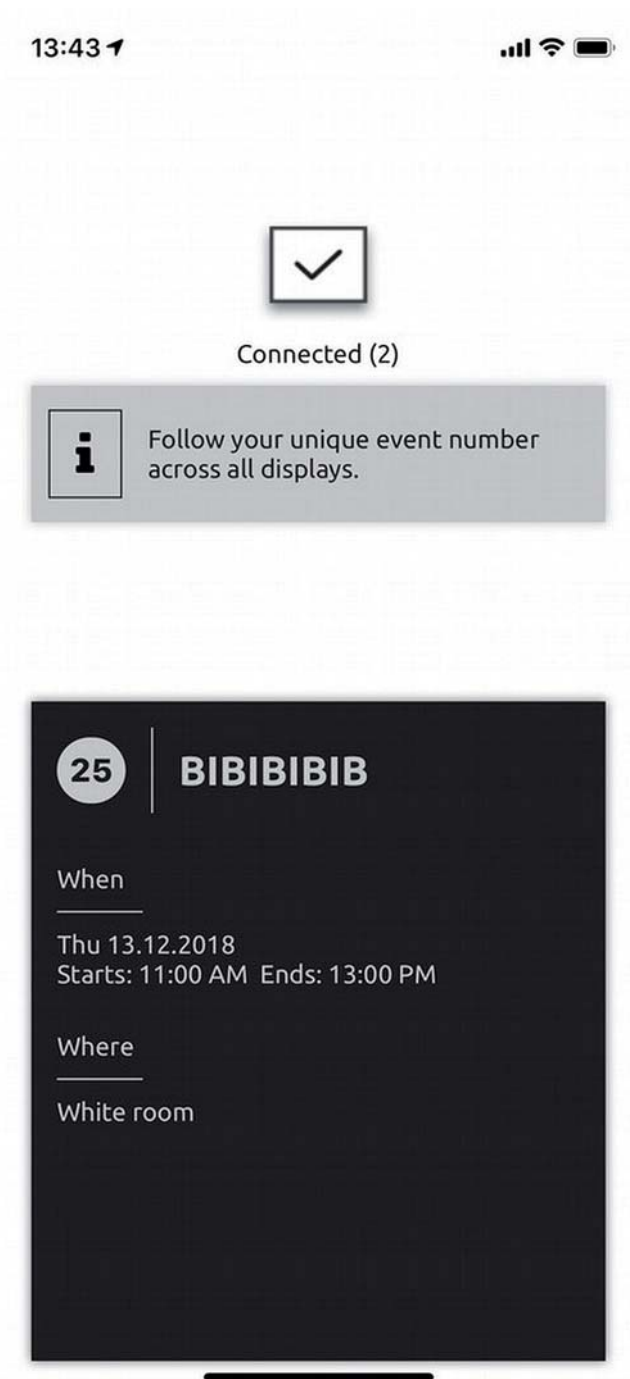 13:43
Connected (2)
Follow your unique event number
across all displays.
25 BIBIBIBIB
When
Thu 13.12.2018
Starts: 11:00 AM Ends: 13:00 PM
Where
White room